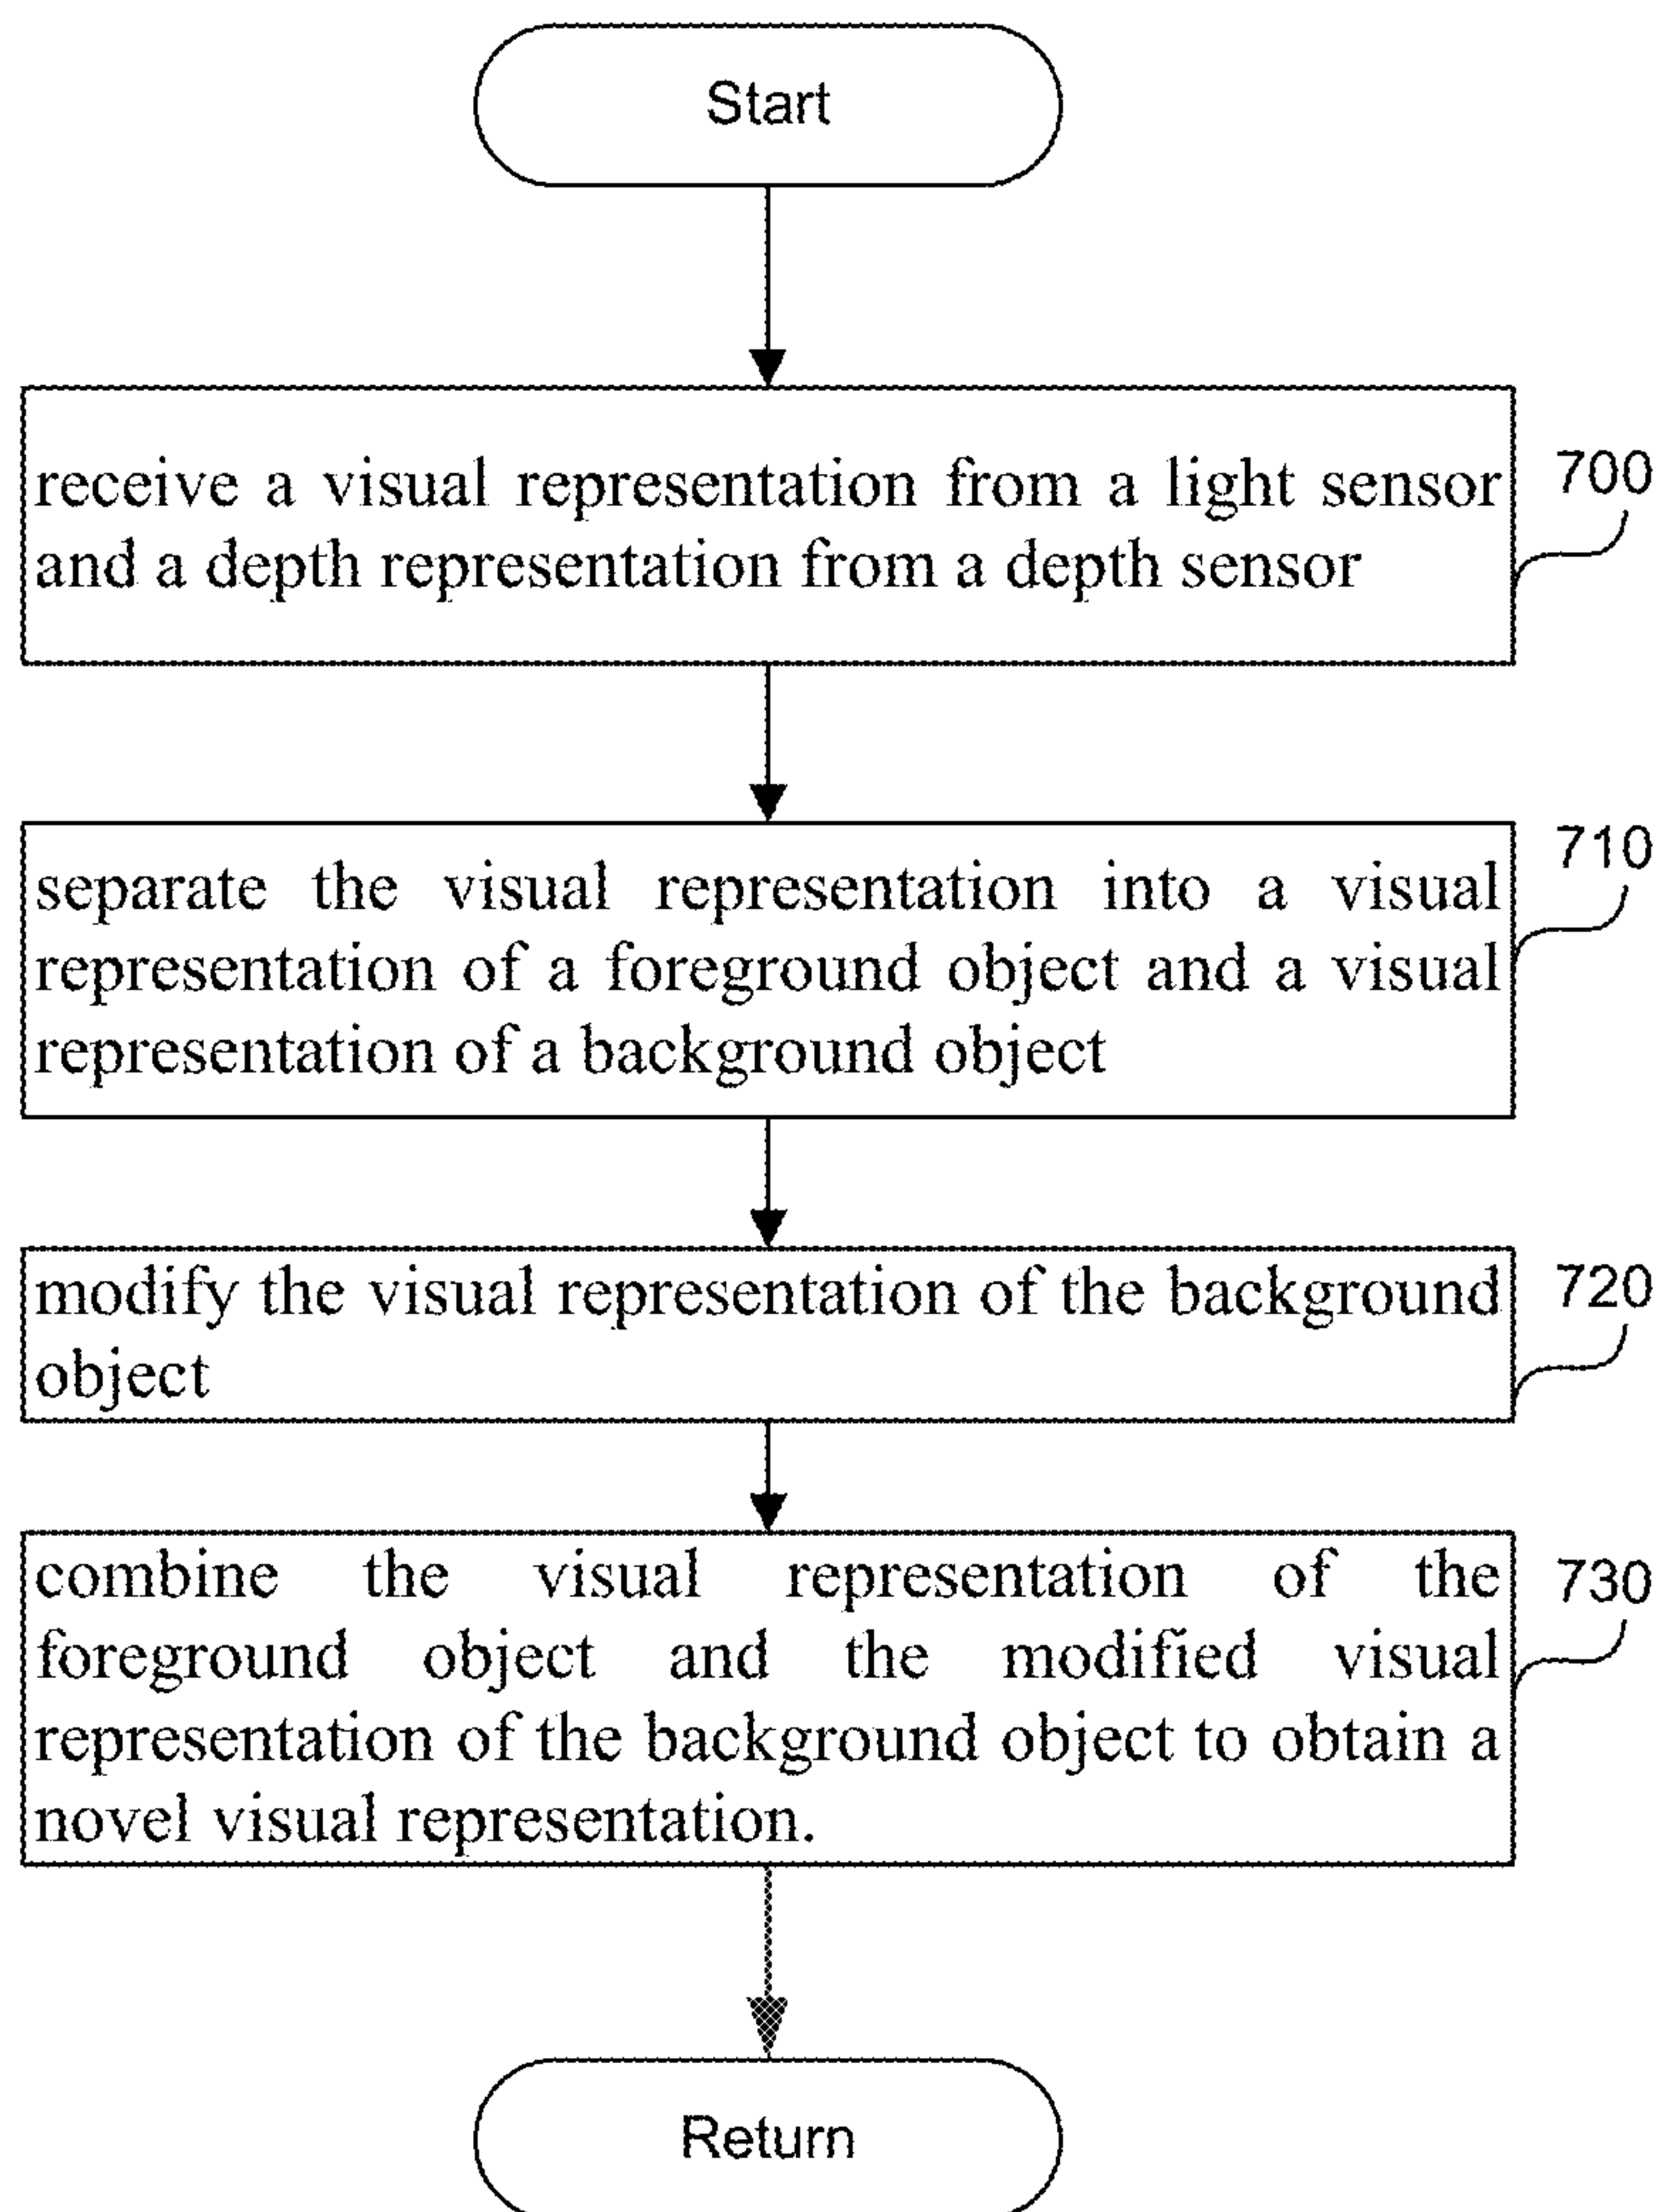 Start
receive a visual representation from a light sensor
and a depth representation from a depth sensor
700
separate the visual representation into a visual
representation of a foreground object and a visual
representation of a background object
710
modify the visual representation of the background
object
720
combine the visual representation of the
foreground object and the modified visual
representation of the background object to obtain a
novel visual representation.
730
Return